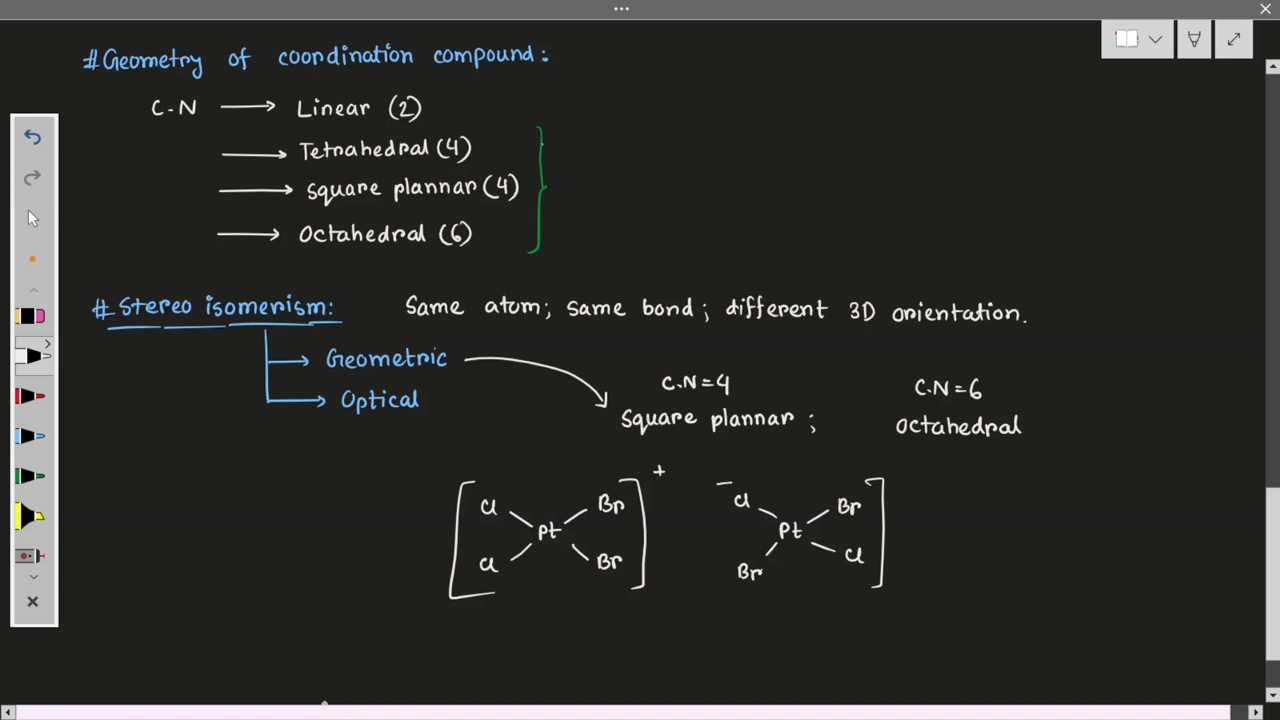 #Geometry of coordination compound:
C-N → Linear (2)
→ Tetrahedral (4)
→ square plannar (4)
→ Octahedral (6)
# Stereo isomerism: Same atom; same bond; different 3D orientation.
→ Geometric
→ Optical
C.N=4 C.N=6
Square plannar ; octahedral
+
Cl Br Cl Br
Pt Pt
Cl Br Br Cl